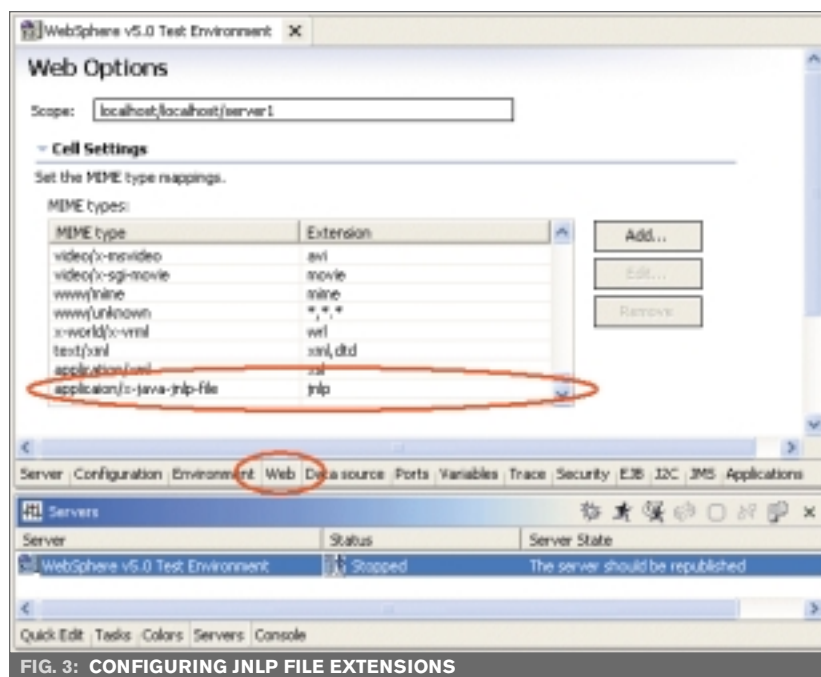 WebSphere v5.0 Test Environment
Web Options
Scope: localhost/localhost/server1
Cell Settings
Set the MIME type mappings.
MIME types:
MIME type Extension
video/x-msvideo avi
video/x-sgi-movie movie
www/mime mime
www/unknown *,*.*
x-world/x-vrml wrl
text/xml xml,dtd
application/xml xsl
applicaion/x-java-jnlp-file jnlp
Add...
Edit...
Remove
Server Configuration Environment Web Data source Ports Variables Trace Security EJB J2C JMS Applications
Servers
Server Status Server State
WebSphere v5.0 Test Environment Stopped The server should be republished
Quick Edit Tasks Colors Servers Console
FIG. 3: CONFIGURING JNLP FILE EXTENSIONS